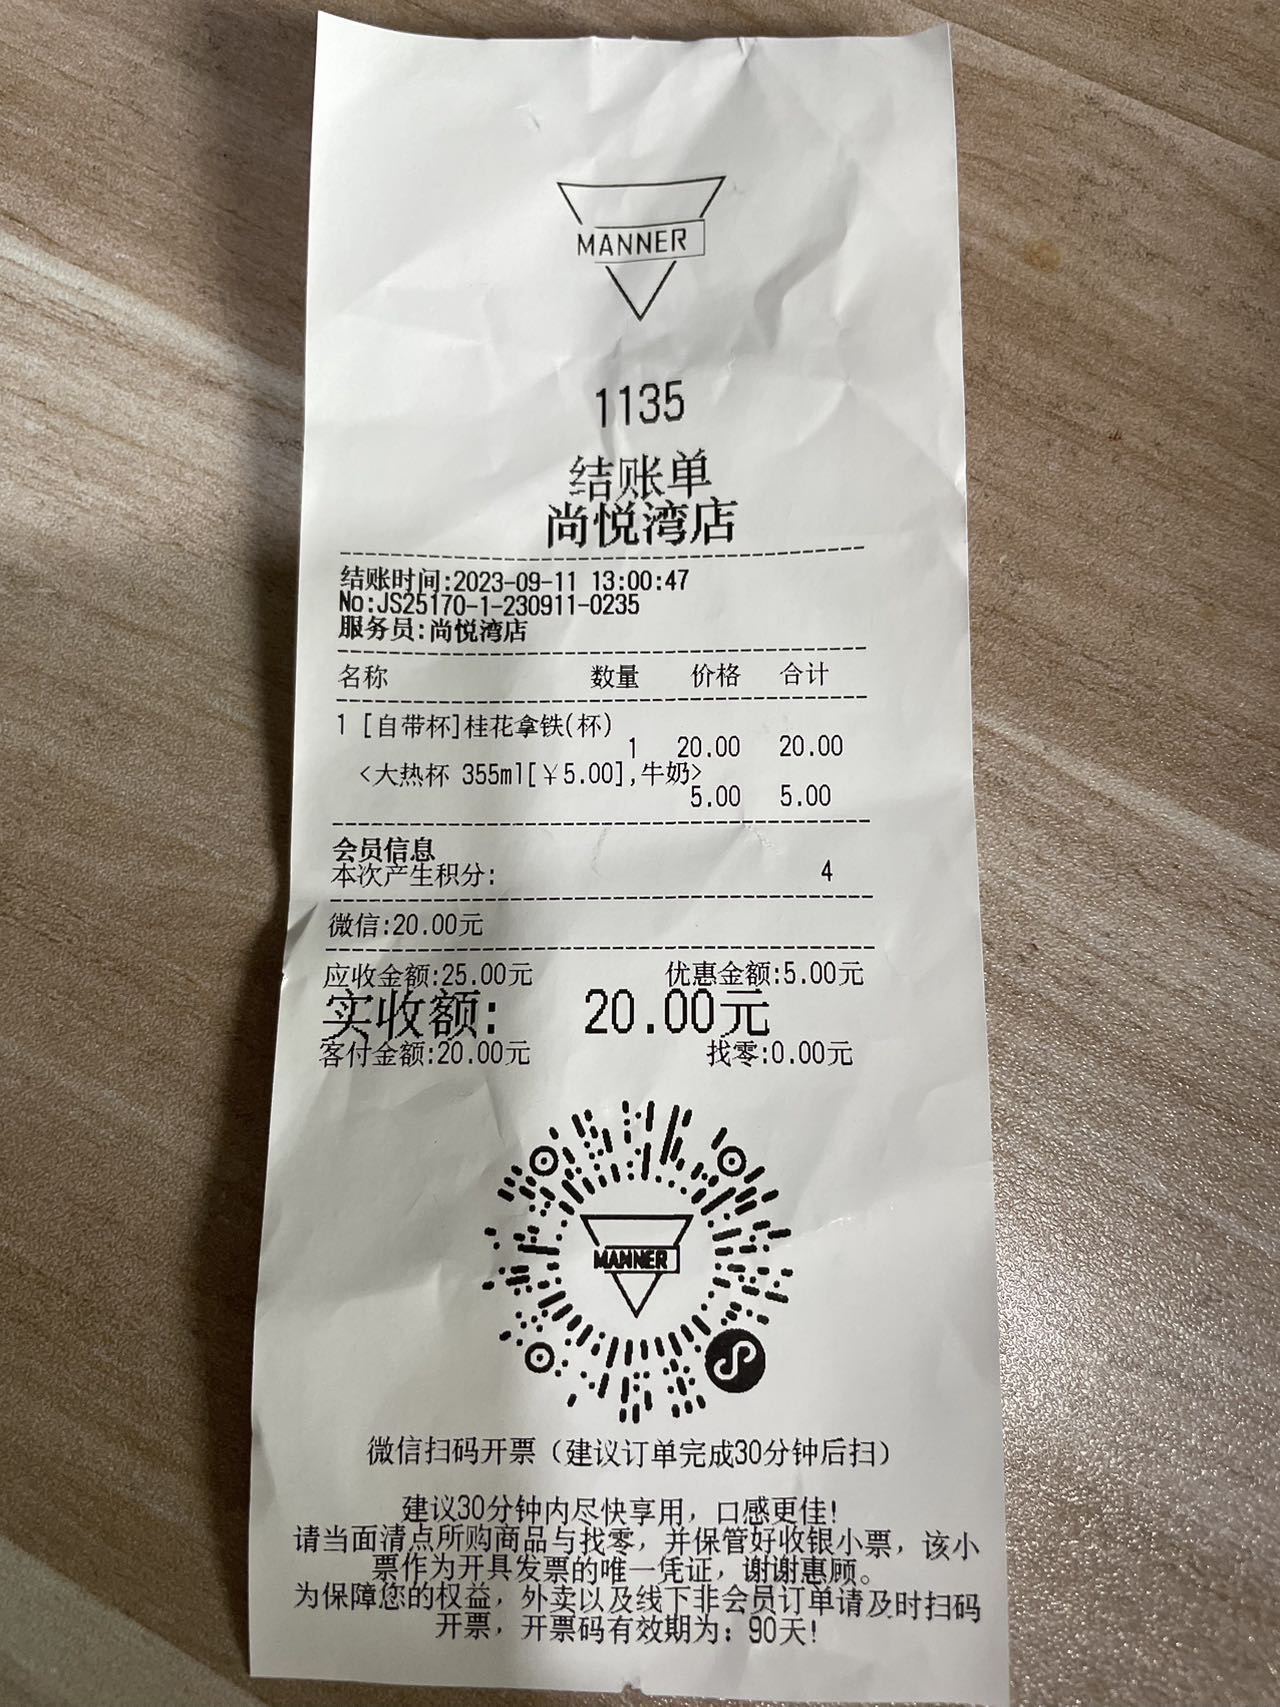 MANNER
1135
结账单
尚悦湾店
结账时间:2023-09-11 13:00:47
No:JS25170-1-230911-0235
服务员:尚悦湾店
名称 数量 价格 合计
1 [自带杯]桂花拿铁(杯)
1 20.00 20.00
<大热杯 355ml[¥5.00],牛奶>
5.00 5.00
会员信息
本次产生积分: 4
微信:20.00元
应收金额:25.00元 优惠金额:5.00元
实收额: 20.00元
客付金额:20.00元 找零:0.00元
MANNER
微信扫码开票（建议订单完成30分钟后扫）
建议30分钟内尽快享用，口感更佳!
请当面清点所购商品与找零，并保管好收银小票，该小
票作为开具发票的唯一凭证，谢谢惠顾。
为保障您的权益，外卖以及线下非会员订单请及时扫码
开票，开票码有效期为：90天!